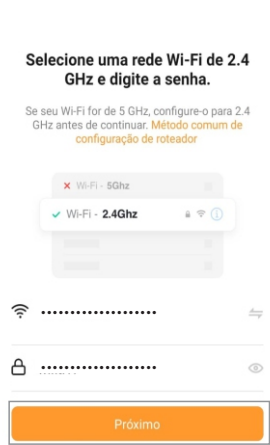 Selecione uma rede Wi-Fi de 2.4
GHz e digite a senha.
Se seu Wi-Fi for de 5 GHz, configure-o para 2.4
GHz antes de continuar. Método comum de
configuração de roteador
Wi-Fi - 5Ghz
Wi-Fi - 2.4Ghz
Próximo